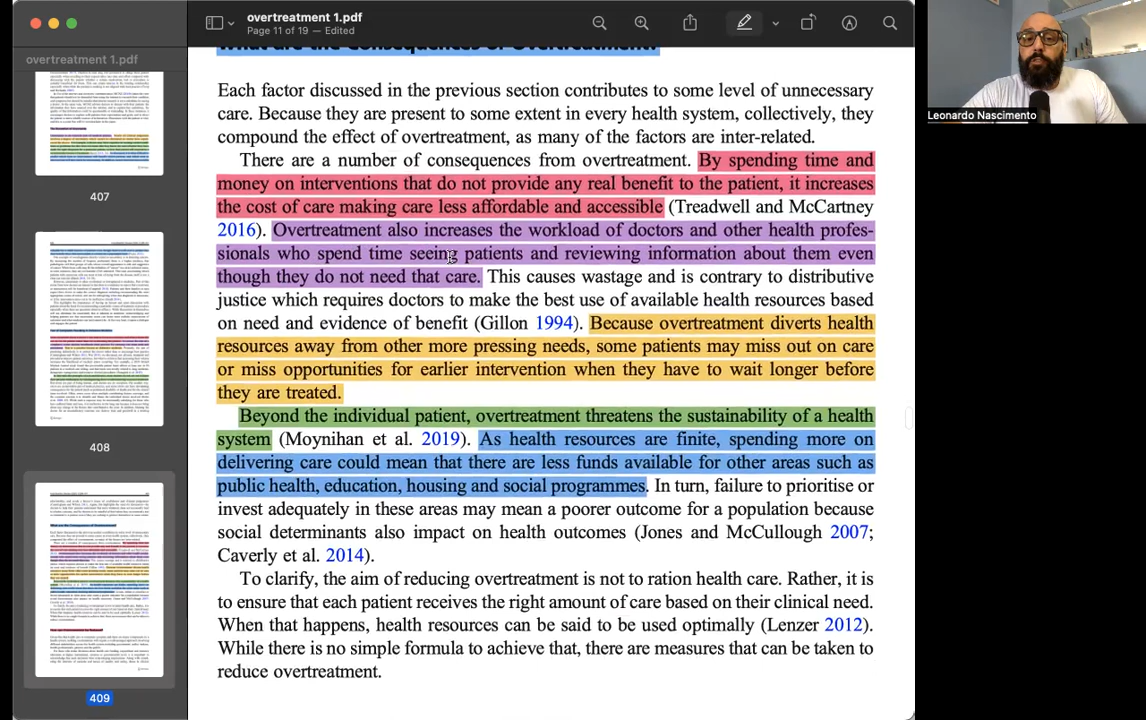 overtreatment 1.pdf
Page 11 of 19 — Edited
overtreatment 1.pdf
407
408
409
What are the Consequences of Overtreatment?
Each factor discussed in the previous section contributes to some level of unnecessary
care. Because they are present to some extent in every health system, collectively, they
compound the effect of overtreatment as many of the factors are inter-related.
There are a number of consequences from overtreatment. By spending time and
money on interventions that do not provide any real benefit to the patient, it increases
the cost of care making care less affordable and accessible (Treadwell and McCartney
2016). Overtreatment also increases the workload of doctors and other health profes-
sionals who spend time seeing patients and reviewing information about them even
though they do not need that care. This creates wastage and is contrary to distributive
justice which requires doctors to make the best use of available health resources based
on need and evidence of benefit (Gillon 1994). Because overtreatment diverts health
resources away from other more pressing needs, some patients may miss out on care
or miss opportunities for earlier intervention when they have to wait longer before
they are treated.
Beyond the individual patient, overtreatment threatens the sustainability of a health
system (Moynihan et al. 2019). As health resources are finite, spending more on
delivering care could mean that there are less funds available for other areas such as
public health, education, housing and social programmes. In turn, failure to prioritise or
invest adequately in these areas may mean a poorer outcome for a population because
social determinants also impact on health outcomes (Jones and McCullough 2007;
Caverly et al. 2014).
To clarify, the aim of reducing overtreatment is not to ration health care. Rather, it is
to ensure that each patient receives the right amount of care based on their clinical need.
When that happens, health resources can be said to be used optimally (Lenzer 2012).
While there is no simple formula to achieve that, there are measures that can be taken to
reduce overtreatment.
Leonardo Nascimento